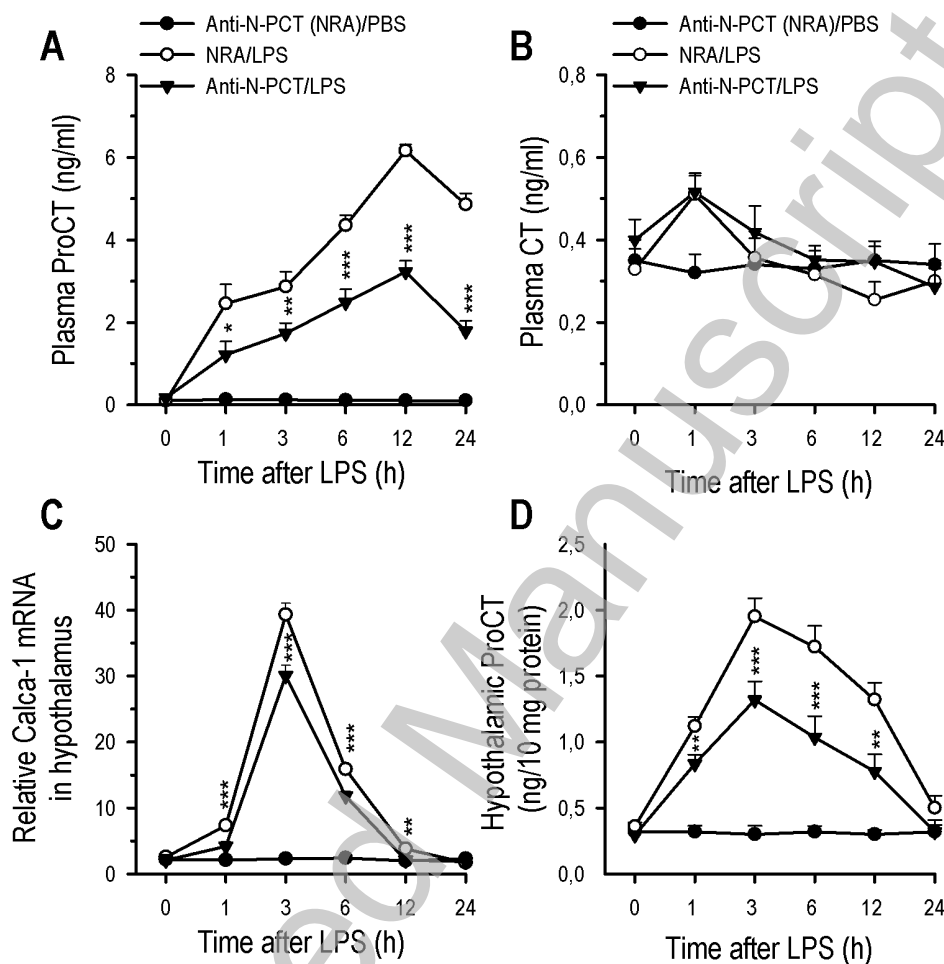 A
Anti-N-PCT (NRA)/PBS
NRA/LPS
Anti-N-PCT/LPS
Plasma ProCT (ng/ml)
8
6
4
2
0
*
**
***
***
***
0 1 3 6 12 24
Time after LPS (h)
B
Anti-N-PCT (NRA)/PBS
NRA/LPS
Anti-N-PCT/LPS
Plasma CT (ng/ml)
0,8
0,6
0,4
0,2
0,0
0 1 3 6 12 24
Time after LPS (h)
C
Relative Calca-1 mRNA
in hypothalamus
50
40
30
20
10
0
***
***
***
**
0 1 3 6 12 24
Time after LPS (h)
D
Hypothalamic ProCT
(ng/10 mg protein)
2,5
2,0
1,5
1,0
0,5
0,0
**
***
***
**
0 1 3 6 12 24
Time after LPS (h)
ed Manuscript